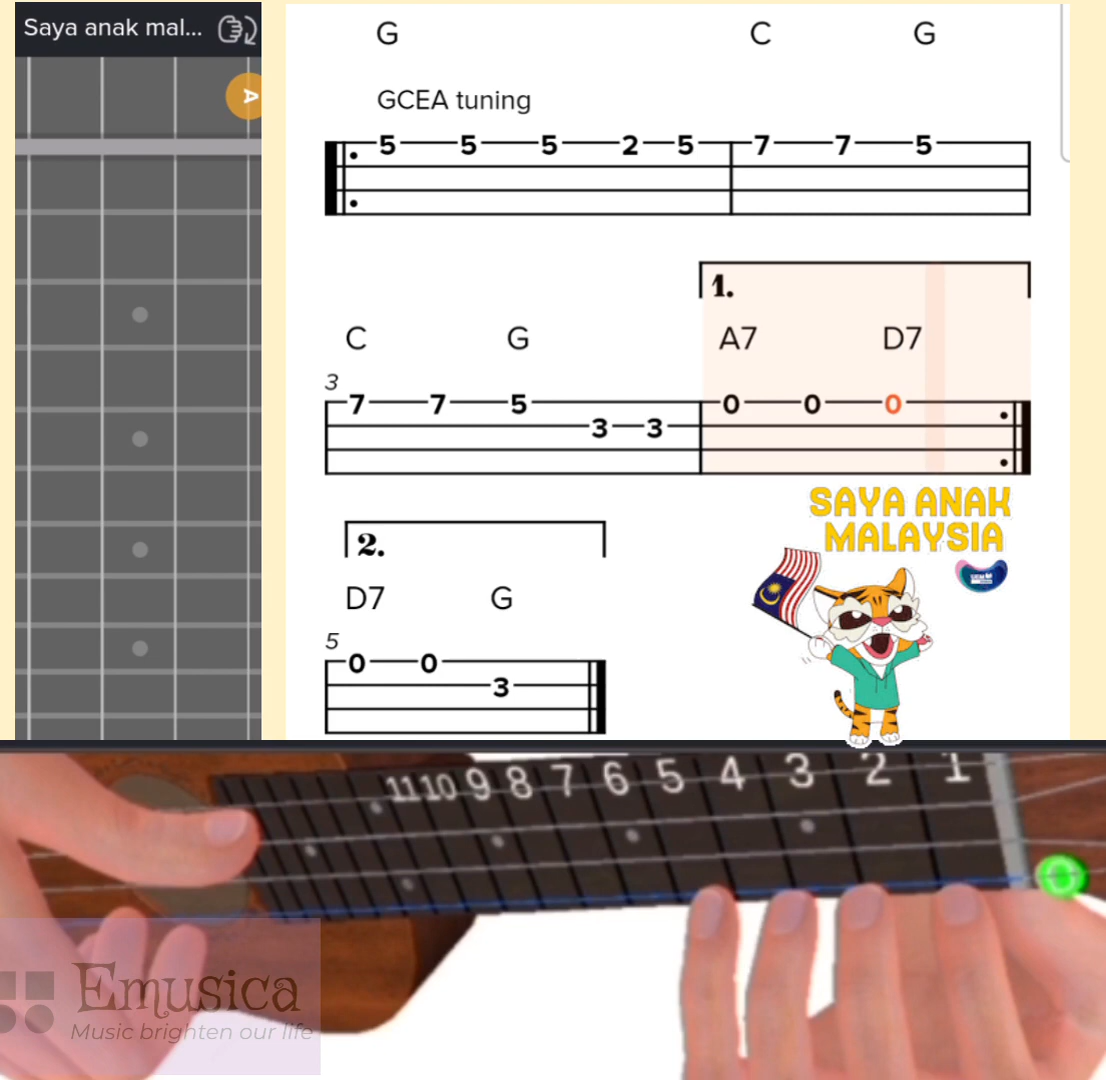 Saya anak mal...
A
G C G
GCEA tuning
5 5 5 2 5 7 7 5
1.
C G A7 D7
3
7 7 5 3 3 0 0 0
2.
D7 G
5
0 0 3
SAYA ANAK
MALAYSIA
11 10 9 8 7 6 5 4 3 2 1
Emusica
Music brighten our life